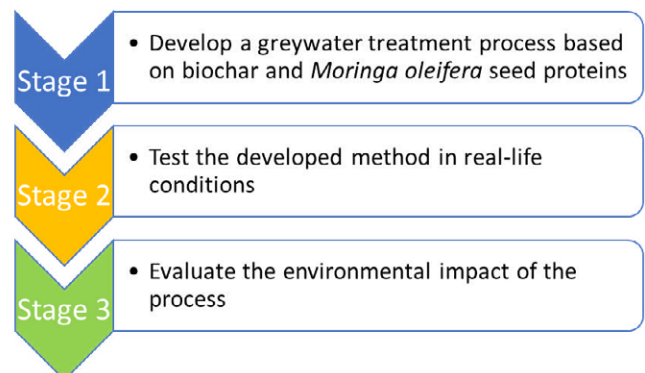 Stage 1
• Develop a greywater treatment process based
on biochar and Moringa oleifera seed proteins
Stage 2
• Test the developed method in real-life
conditions
Stage 3
• Evaluate the environmental impact of the
process